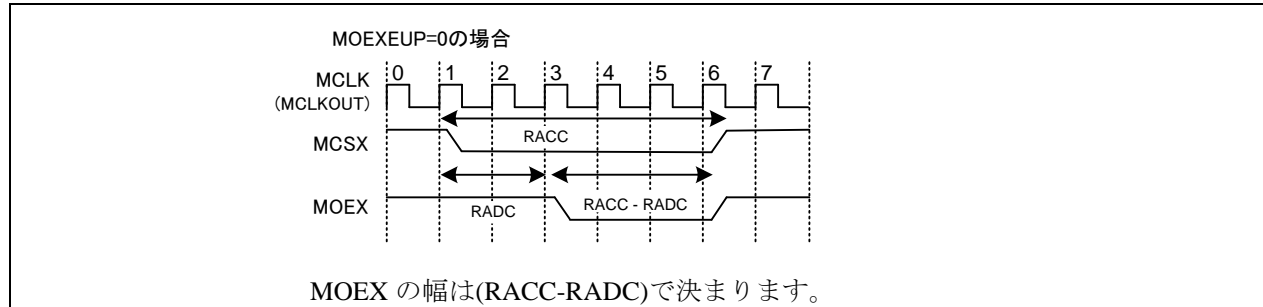 MOEXEUP=0の場合
MCLK
(MCLKOUT)
0 1 2 3 4 5 6 7
RACC
MCSX
MOEX
RADC
RACC - RADC
MOEX の幅は(RACC-RADC)で決まります。